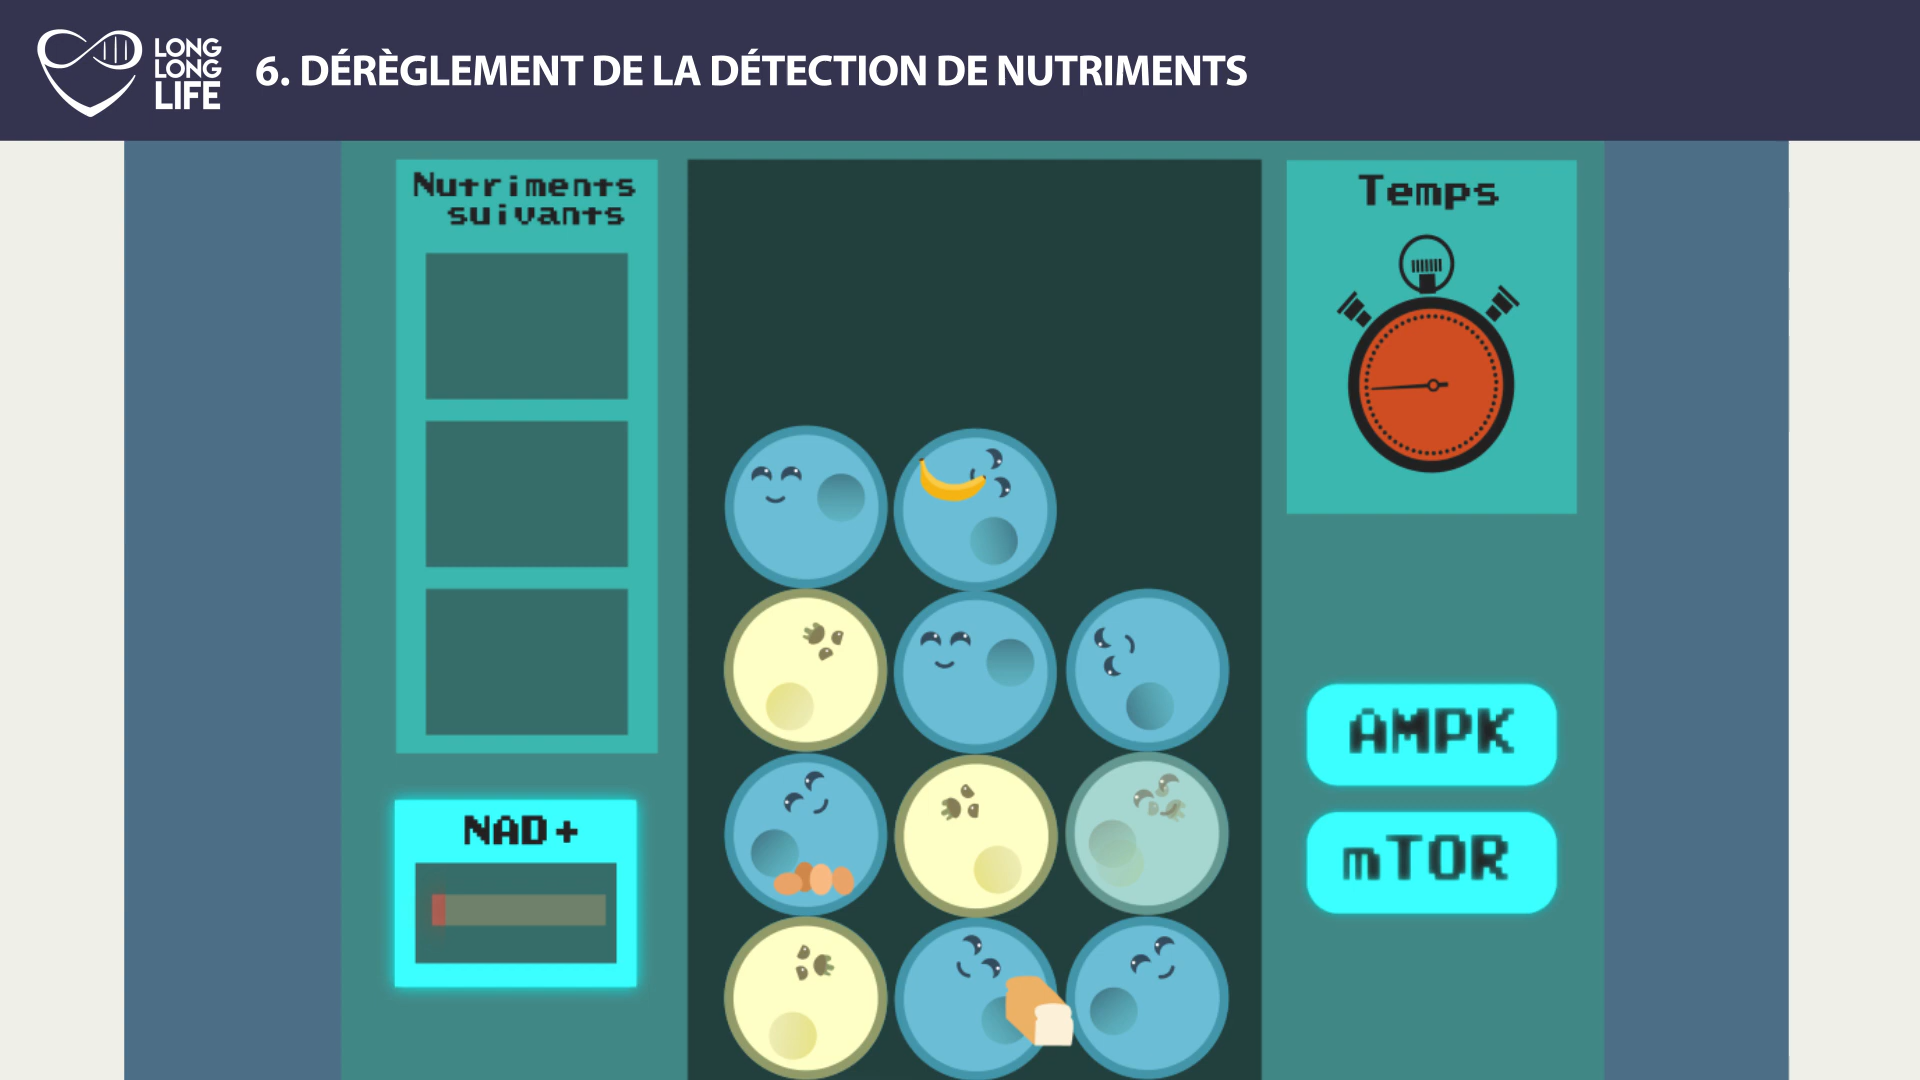 LONG
LONG
LIFE
6. DÉRÈGLEMENT DE LA DÉTECTION DE NUTRIMENTS
Nutriments
suivants
Temps
AMPK
NAD+
mTOR